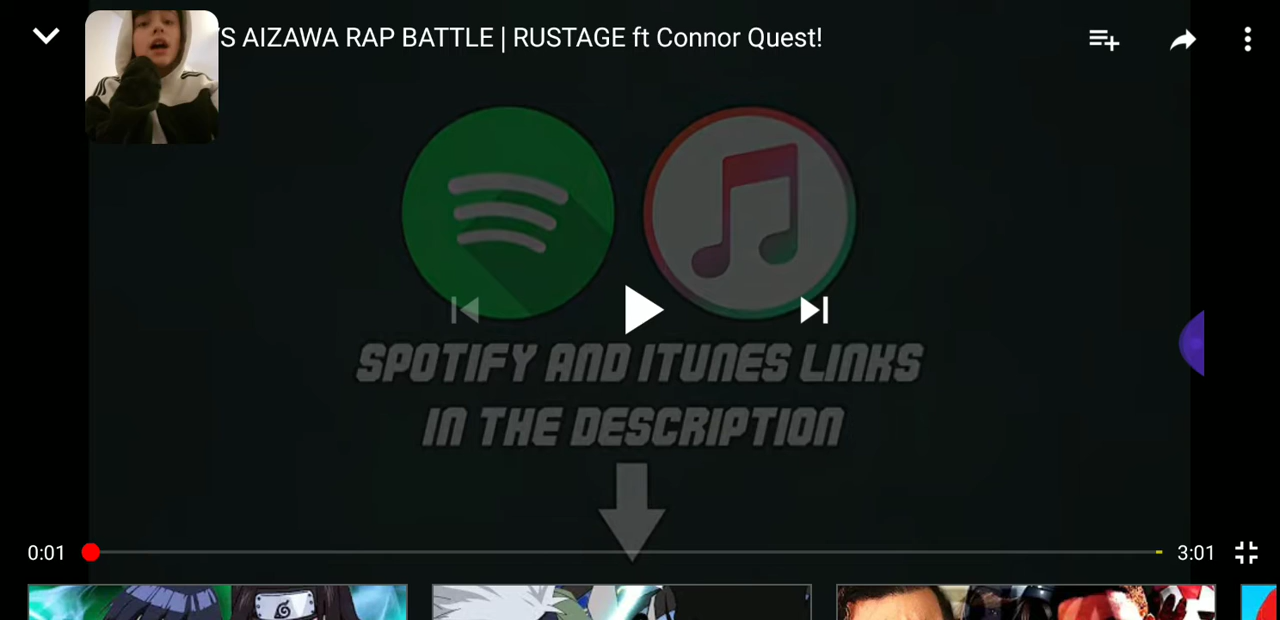 'S AIZAWA RAP BATTLE | RUSTAGE ft Connor Quest!
SPOTIFY AND ITUNES LINKS
IN THE DESCRIPTION
0:01
3:01